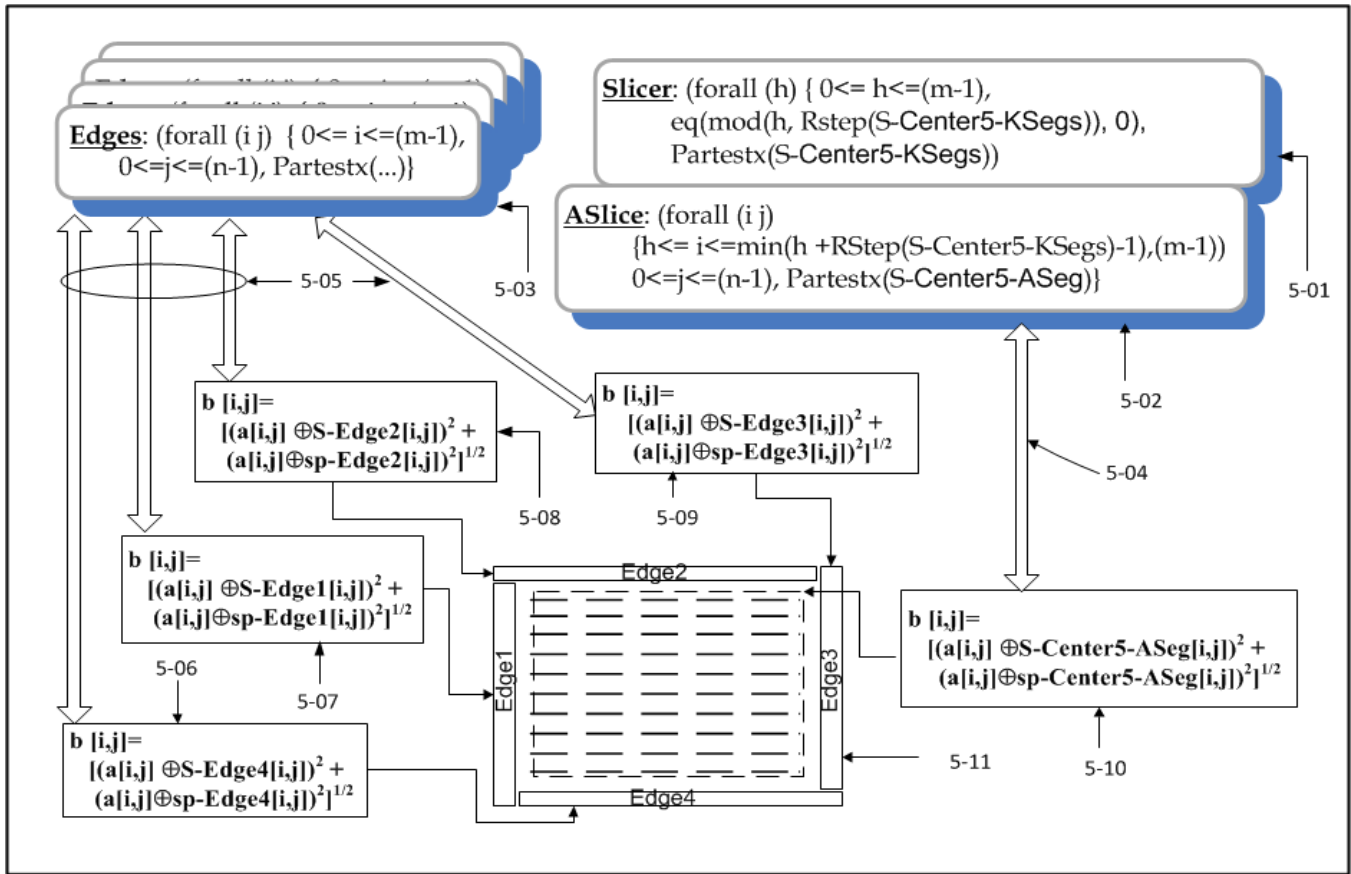 Edges: (forall (i j) { 0<= i<=(m-1),
0<=j<=(n-1), Partestx(...)}
Slicer: (forall (h) { 0<= h<=(m-1),
eq(mod(h, Rstep(S-Center5-KSegs)), 0),
Partestx(S-Center5-KSegs))
ASlice: (forall (i j)
{h<= i<=min(h +RStep(S-Center5-KSegs)-1),(m-1))
0<=j<=(n-1), Partestx(S-Center5-ASeg)}
5-05
5-03
5-01
5-02
5-04
b [i,j]=
[(a[i,j] ⊕S-Edge2[i,j])² +
(a[i,j]⊕sp-Edge2[i,j])²]^1/2
5-08
b [i,j]=
[(a[i,j] ⊕S-Edge3[i,j])² +
(a[i,j]⊕sp-Edge3[i,j])²]^1/2
5-09
b [i,j]=
[(a[i,j] ⊕S-Edge1[i,j])² +
(a[i,j]⊕sp-Edge1[i,j])²]^1/2
5-06
5-07
b [i,j]=
[(a[i,j] ⊕S-Edge4[i,j])² +
(a[i,j]⊕sp-Edge4[i,j])²]^1/2
Edge2
Edge1
Edge3
Edge4
b [i,j]=
[(a[i,j] ⊕S-Center5-ASeg[i,j])² +
(a[i,j]⊕sp-Center5-ASeg[i,j])²]^1/2
5-11
5-10